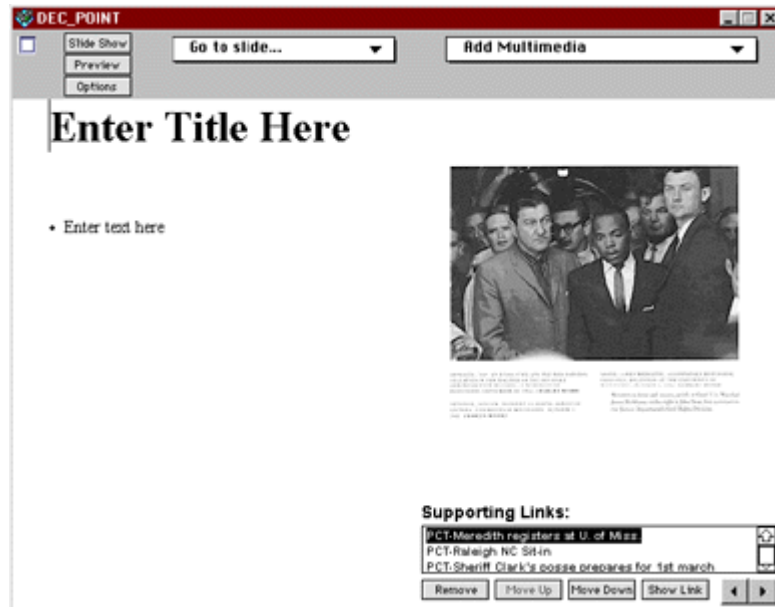 DEC_POINT
Slide Show
Go to slide...
Add Multimedia
Preview
Options
Enter Title Here
• Enter text here
Supporting Links:
PCT-Meredith registers at U. of Miss.
PCT-Raleigh NC Sit-in
PCT-Sheriff Clark's posse prepares for 1st march
Remove Move Up Move Down Show Link